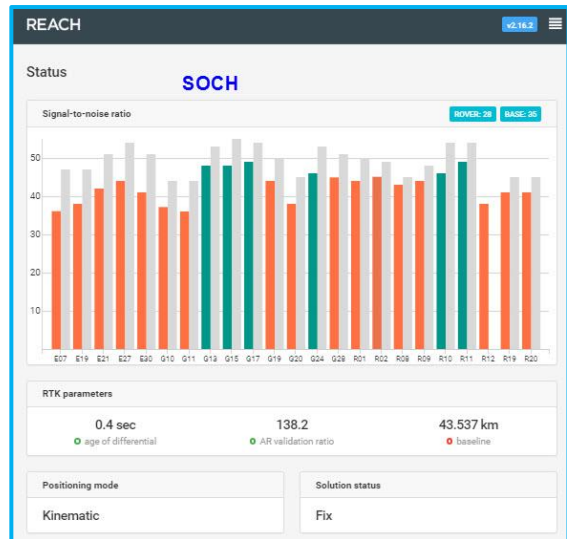 REACH v2.16.2
Status
SOCH
Signal-to-noise ratio ROVER: 28 BASE: 35
50
40
30
20
10
E07 E19 E21 E27 E30 G10 G11 G13 G15 G17 G19 G20 G24 G28 R01 R02 R08 R09 R10 R11 R12 R19 R20
RTK parameters
0.4 sec 138.2 43.537 km
age of differential AR validation ratio baseline
Positioning mode Solution status
Kinematic Fix